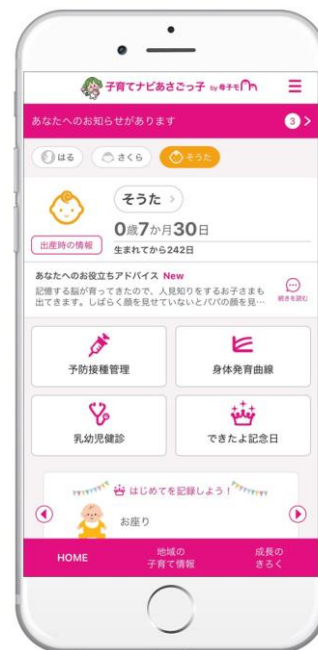 子育てナビあさごっ子 by 母子モ
あなたへのお知らせがあります 3
はる さくら そうた
そうた
0歳7か月30日
出産時の情報
生まれてから242日
あなたへのお役立ちアドバイス New
記憶する脳が育ってきたので、人見知りをするお子さまも
出てきます。しばらく顔を見せていないとパパの顔を見…
続きを読む
予防接種管理 身体発育曲線
乳幼児健診 できたよ記念日
はじめてを記録しよう!
お座り
HOME 地域の 成長の
子育て情報 きろく